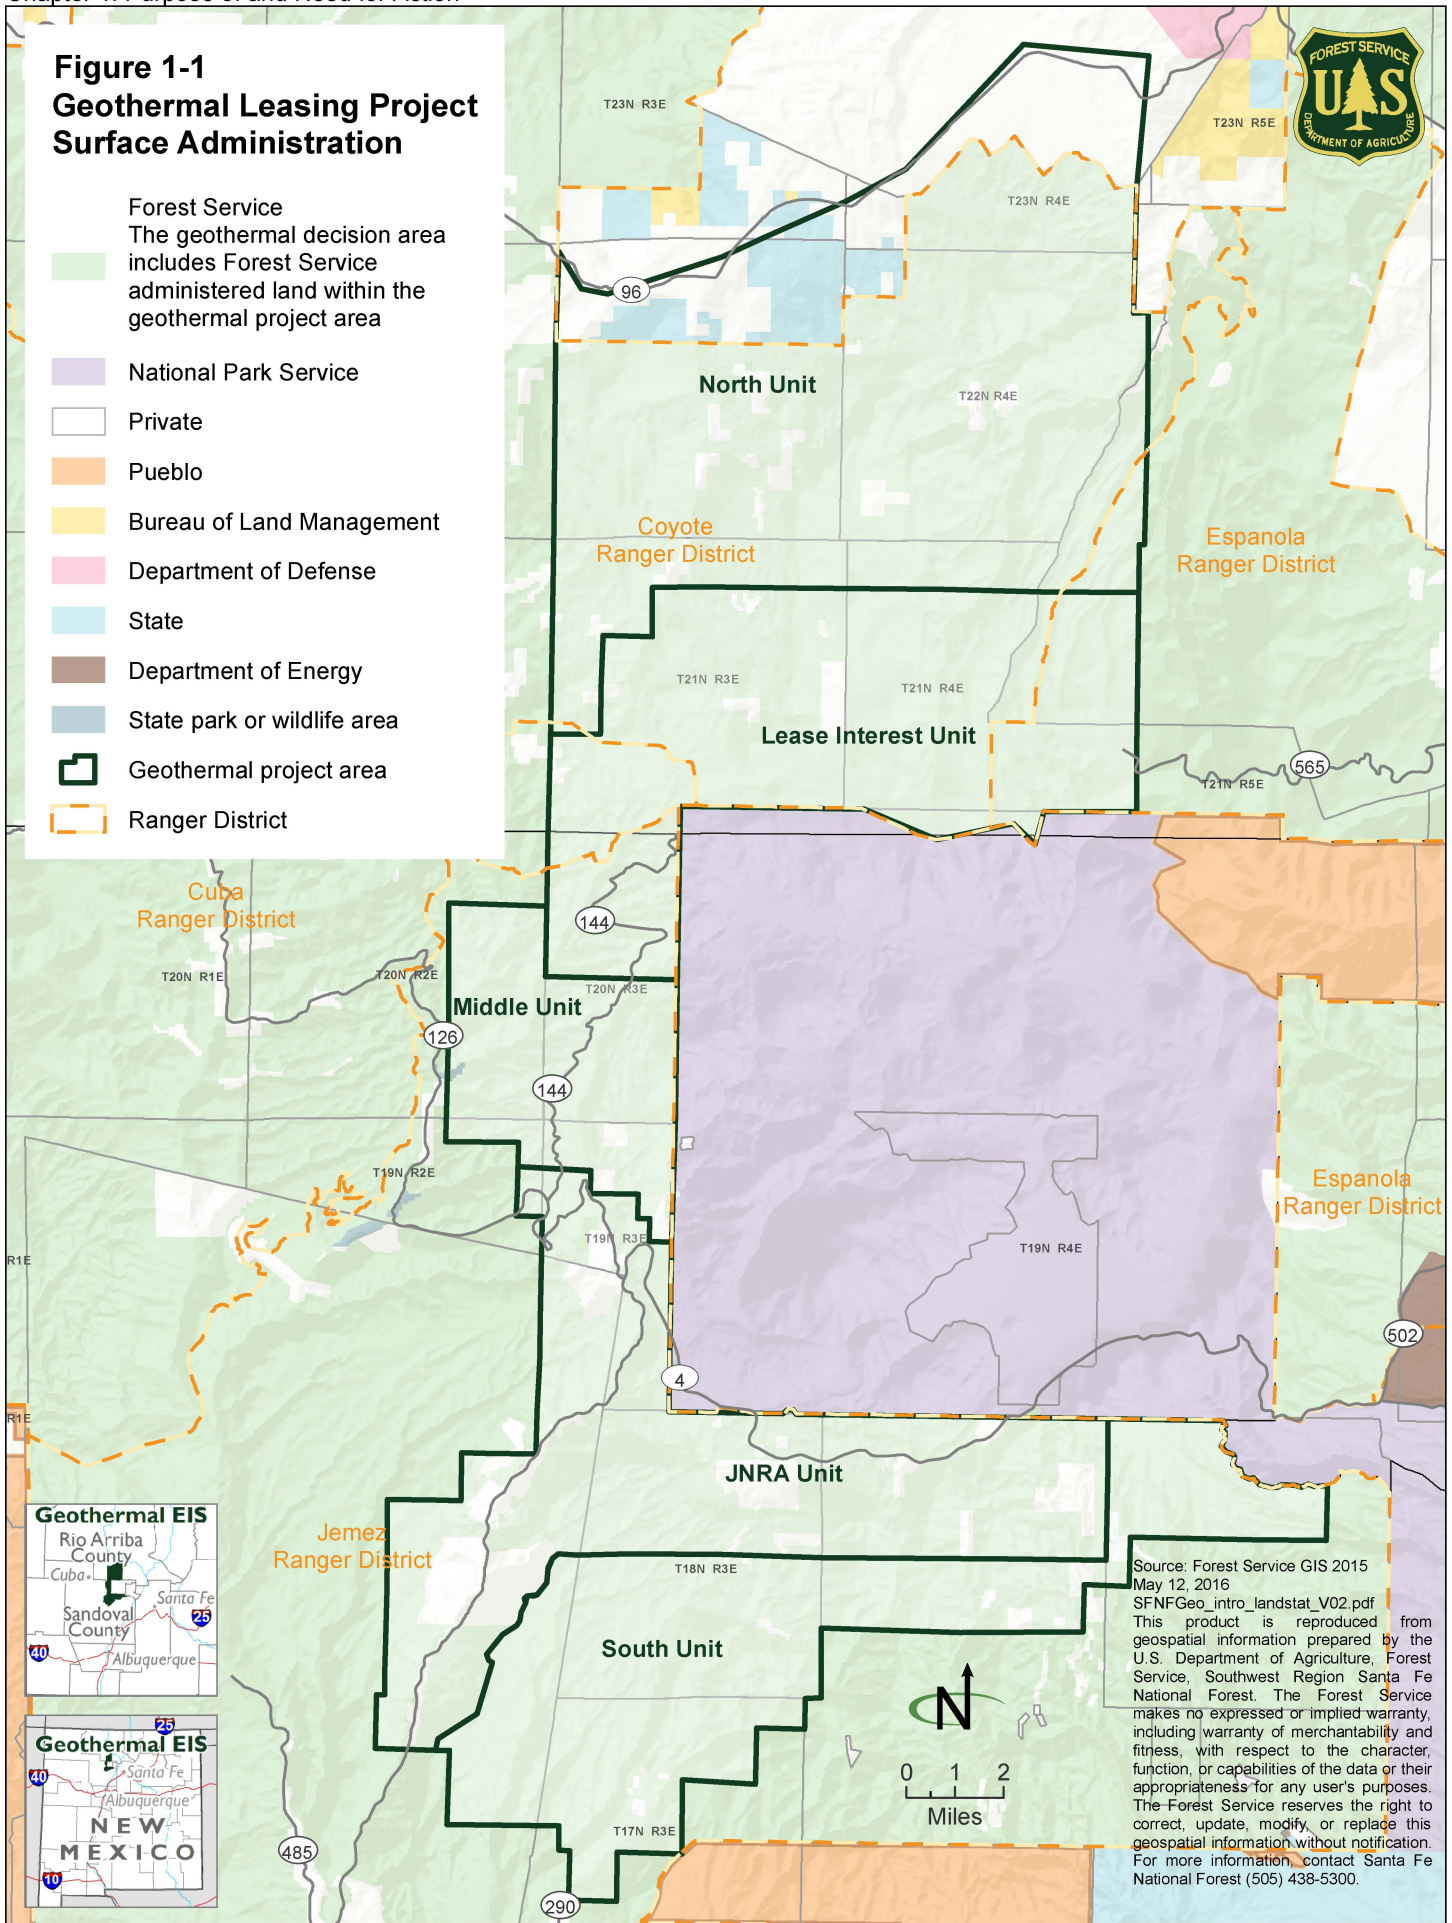 Chapter 1. Purpose of and Need for Action
Figure 1-1
Geothermal Leasing Project
Surface Administration
Forest Service
The geothermal decision area
includes Forest Service
administered land within the
geothermal project area
National Park Service
Private
Pueblo
Bureau of Land Management
Department of Defense
State
Department of Energy
State park or wildlife area
Geothermal project area
Ranger District
FOREST SERVICE
U S
DEPARTMENT OF AGRICULTURE
T23N R3E
T23N R5E
T23N R4E
96
North Unit
T22N R4E
Coyote
Ranger District
Espanola
Ranger District
T21N R3E
T21N R4E
Lease Interest Unit
565
T21N R5E
Cuba
Ranger District
144
T20N R1E
T20N R2E
T20N R3E
Middle Unit
126
144
T19N R2E
Espanola
Ranger District
T19N R3E
T19N R4E
R1E
502
4
R1E
JNRA Unit
Jemez
Ranger District
T18N R3E
South Unit
N
0 1 2
Miles
T17N R3E
485
290
Geothermal EIS
Rio Arriba
County
Cuba
Santa Fe
25
Sandoval
County
40
Albuquerque
25
Geothermal EIS
40
Santa Fe
Albuquerque
NEW
MEXICO
10
Source: Forest Service GIS 2015
May 12, 2016
SFNFGeo_intro_landstat_V02.pdf
This product is reproduced from
geospatial information prepared by the
U.S. Department of Agriculture, Forest
Service, Southwest Region Santa Fe
National Forest. The Forest Service
makes no expressed or implied warranty,
including warranty of merchantability and
fitness, with respect to the character,
function, or capabilities of the data or their
appropriateness for any user's purposes.
The Forest Service reserves the right to
correct, update, modify, or replace this
geospatial information without notification.
For more information, contact Santa Fe
National Forest (505) 438-5300.